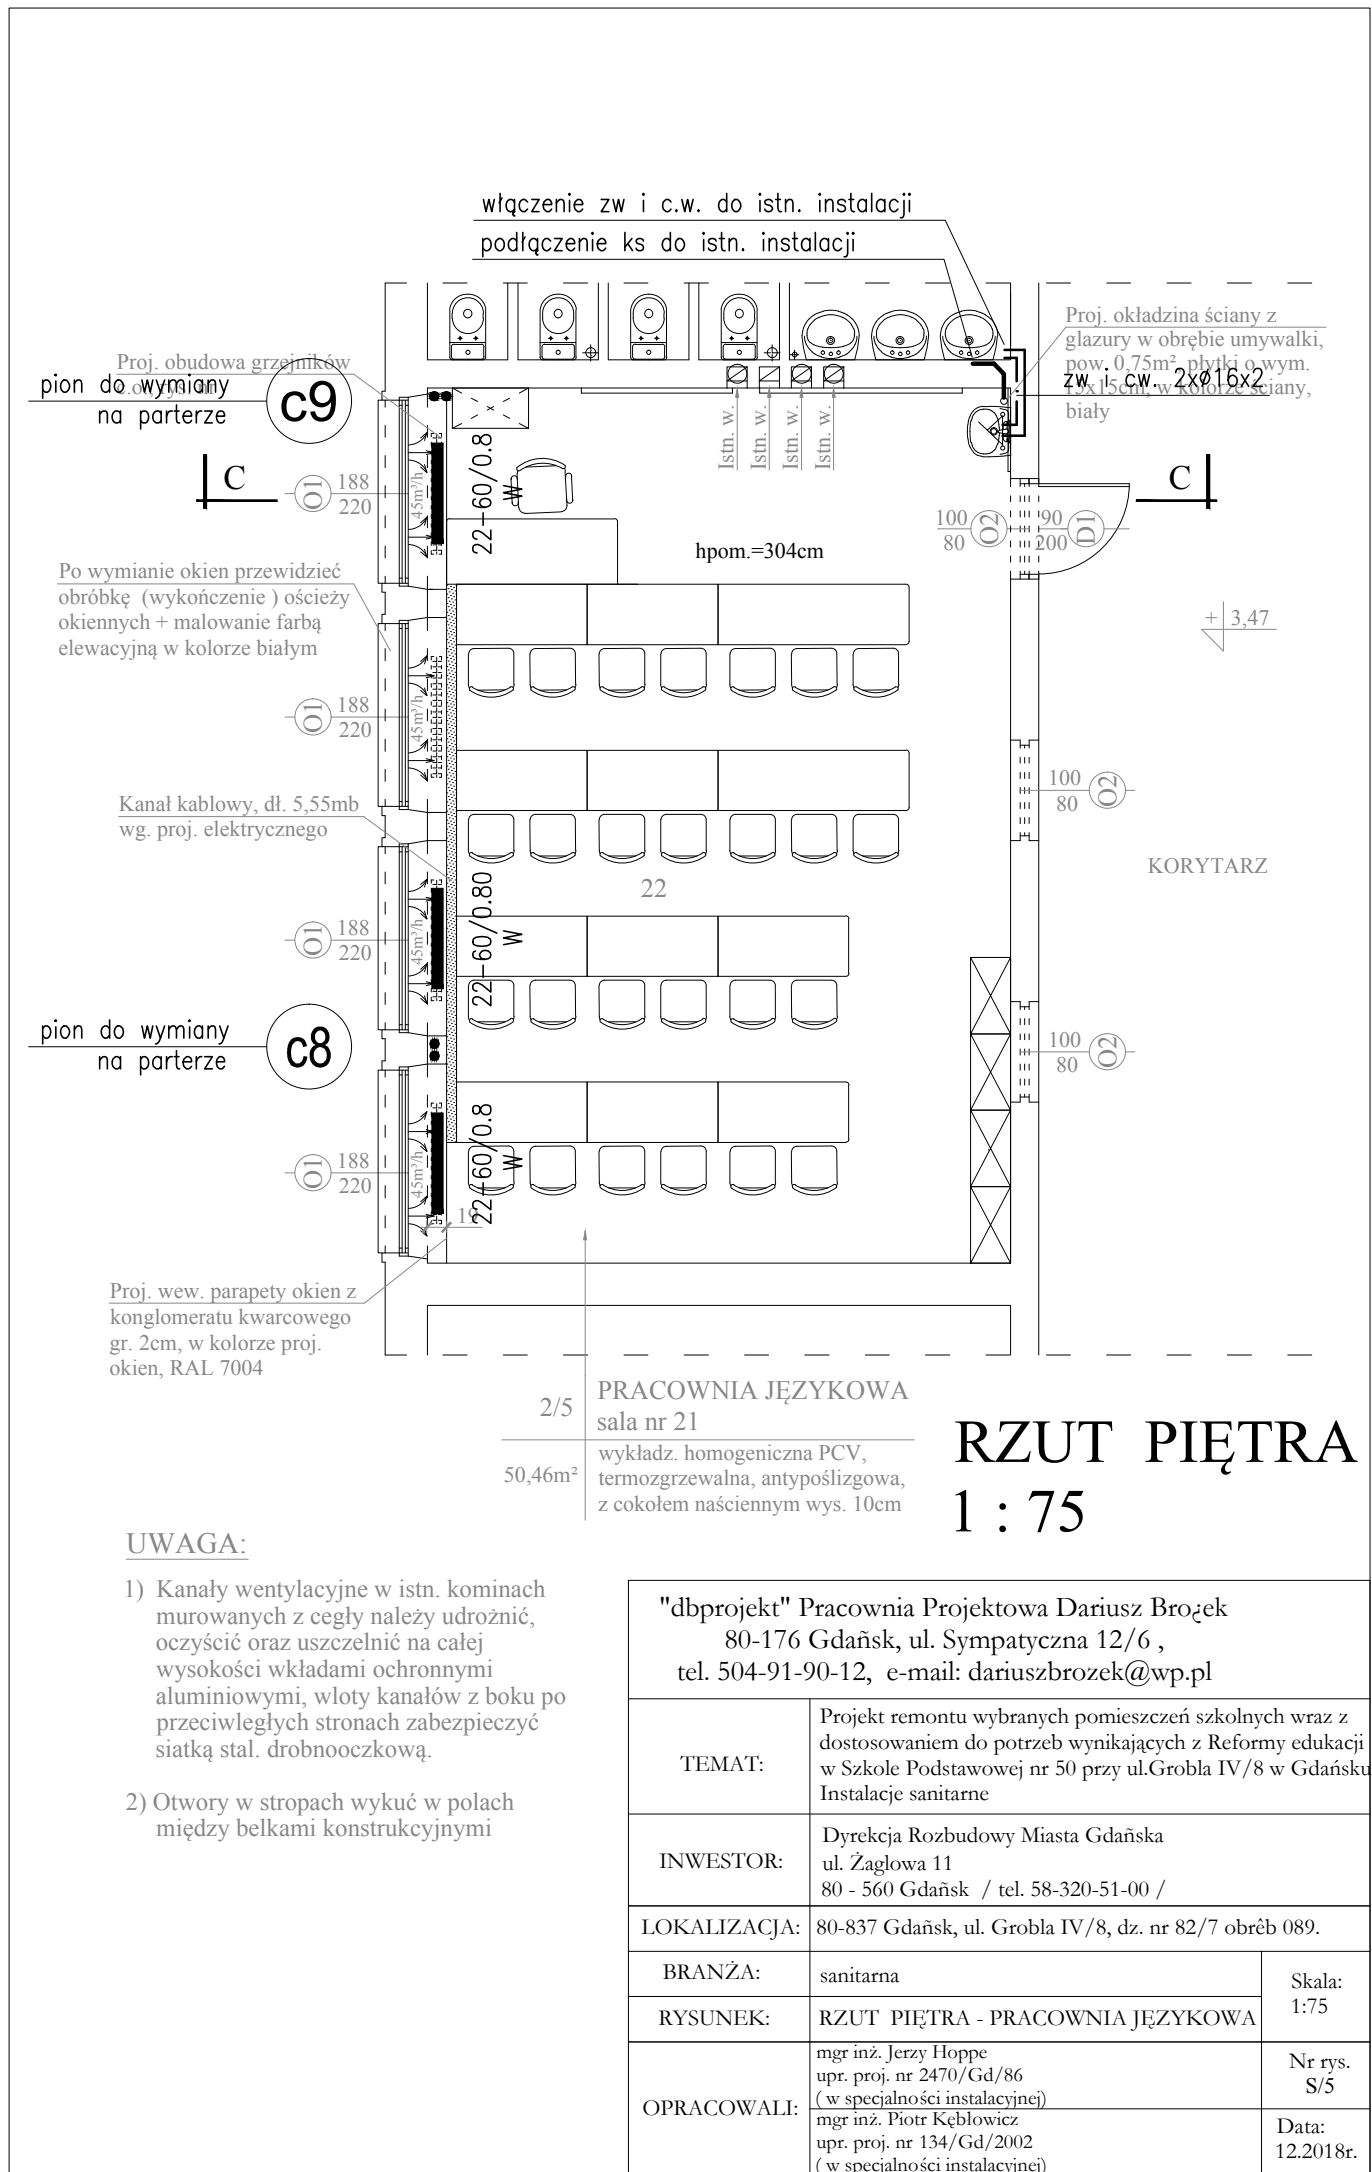 włączenie zw i c.w. do istn. instalacji
podłączenie ks do istn. instalacji
Proj. obudowa grzejników
c.o., rys. nr
pion do wymiany
na parterze
c9
Proj. okładzina ściany z
glazury w obrębie umywalki,
pow. 0,75m², płytki o wym.
15x15cm, w kolorze ściany,
biały
zw i cw. 2xø16x2
Istn. w.
Istn. w.
Istn. w.
Istn. w.
C
C
O1
188
220
45m³/h
22-60/0.8
W
100
80
O2
90
200
D1
hpom.=304cm
Po wymianie okien przewidzieć
obróbkę (wykończenie ) ościeży
okiennych + malowanie farbą
elewacyjną w kolorze białym
+ 3,47
O1
188
220
45m³/h
Kanał kablowy, dł. 5,55mb
wg. proj. elektrycznego
100
80
O2
KORYTARZ
22
O1
188
220
45m³/h
22-60/0.80
W
pion do wymiany
na parterze
c8
100
80
O2
O1
188
220
45m³/h
22-60/0.8
W
19
Proj. wew. parapety okien z
konglomeratu kwarcowego
gr. 2cm, w kolorze proj.
okien, RAL 7004
2/5
PRACOWNIA JĘZYKOWA
sala nr 21
50,46m²
wykładz. homogeniczna PCV,
termozgrzewalna, antypoślizgowa,
z cokołem naściennym wys. 10cm
RZUT PIĘTRA
1 : 75
UWAGA:
1) Kanały wentylacyjne w istn. kominach
murowanych z cegły należy udrożnić,
oczyścić oraz uszczelnić na całej
wysokości wkładami ochronnymi
aluminiowymi, wloty kanałów z boku po
przeciwległych stronach zabezpieczyć
siatką stal. drobnooczkową.
2) Otwory w stropach wykuć w polach
między belkami konstrukcyjnymi
"dbprojekt" Pracownia Projektowa Dariusz Bro¿ek
80-176 Gdańsk, ul. Sympatyczna 12/6 ,
tel. 504-91-90-12, e-mail: dariuszbrozek@wp.pl
TEMAT:
Projekt remontu wybranych pomieszczeń szkolnych wraz z
dostosowaniem do potrzeb wynikających z Reformy edukacji
w Szkole Podstawowej nr 50 przy ul.Grobla IV/8 w Gdańsku
Instalacje sanitarne
INWESTOR:
Dyrekcja Rozbudowy Miasta Gdañska
ul. Żaglowa 11
80 - 560 Gdañsk / tel. 58-320-51-00 /
LOKALIZACJA:
80-837 Gdañsk, ul. Grobla IV/8, dz. nr 82/7 obrêb 089.
BRANŻA:
sanitarna
Skala:
1:75
RYSUNEK:
RZUT PIĘTRA - PRACOWNIA JĘZYKOWA
OPRACOWALI:
mgr inż. Jerzy Hoppe
upr. proj. nr 2470/Gd/86
( w specjalności instalacyjnej)
Nr rys.
S/5
mgr inż. Piotr Kębłowicz
upr. proj. nr 134/Gd/2002
( w specjalności instalacyjnej)
Data:
12.2018r.